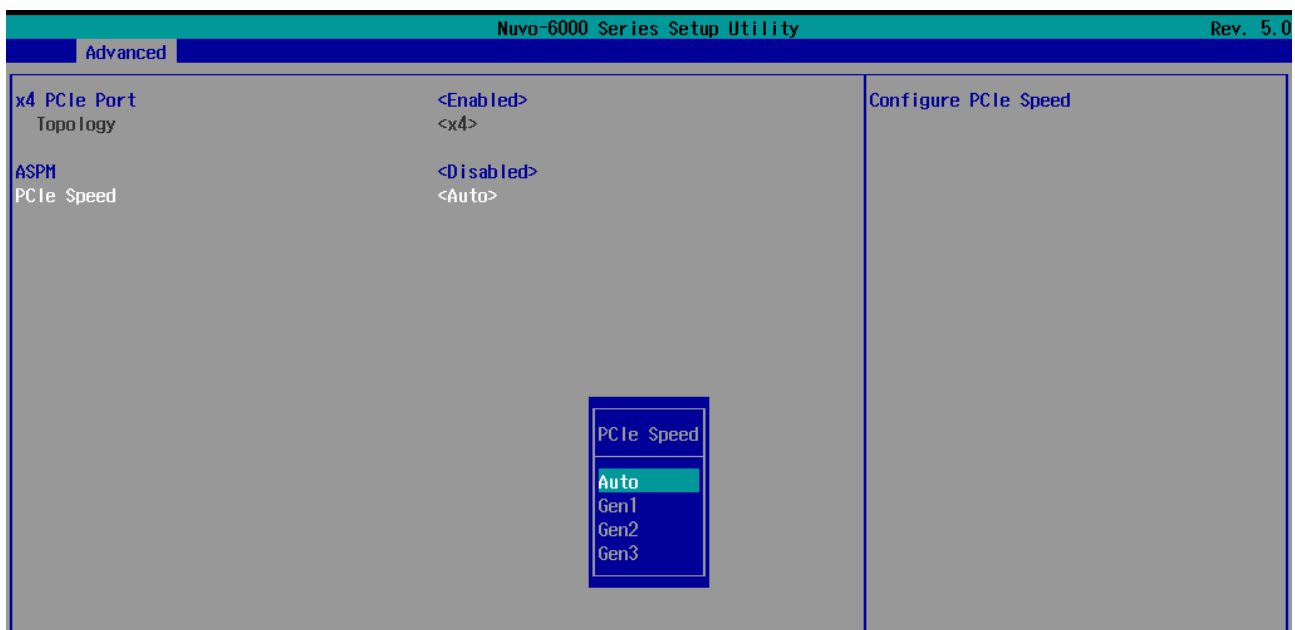 Nuvo-6000 Series Setup Utility Rev. 5.0
Advanced
x4 PCIe Port <Enabled> Configure PCIe Speed
Topology <x4>
ASPM <Disabled>
PCIe Speed <Auto>
PCIe Speed
Auto
Gen1
Gen2
Gen3